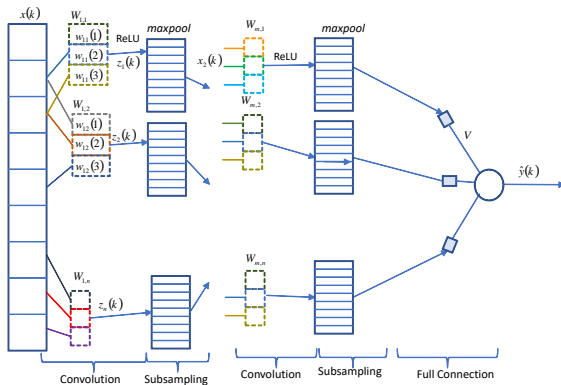 x(k)
W1,1
maxpool
Wm,1
maxpool
w11(1)
ReLU
w11(2)
z1(k)
x2(k)
ReLU
w11(3)
W1,2
Wm,2
w12(1)
z2(k)
w12(2)
V
w12(3)
ŷ(k)
W1,n
Wm,n
zn(k)
Convolution
Subsampling
Convolution
Subsampling
Full Connection